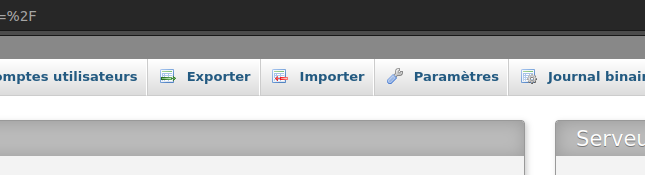 =%2F
omptes utilisateurs Exporter Importer Paramètres Journal binair
Serveu